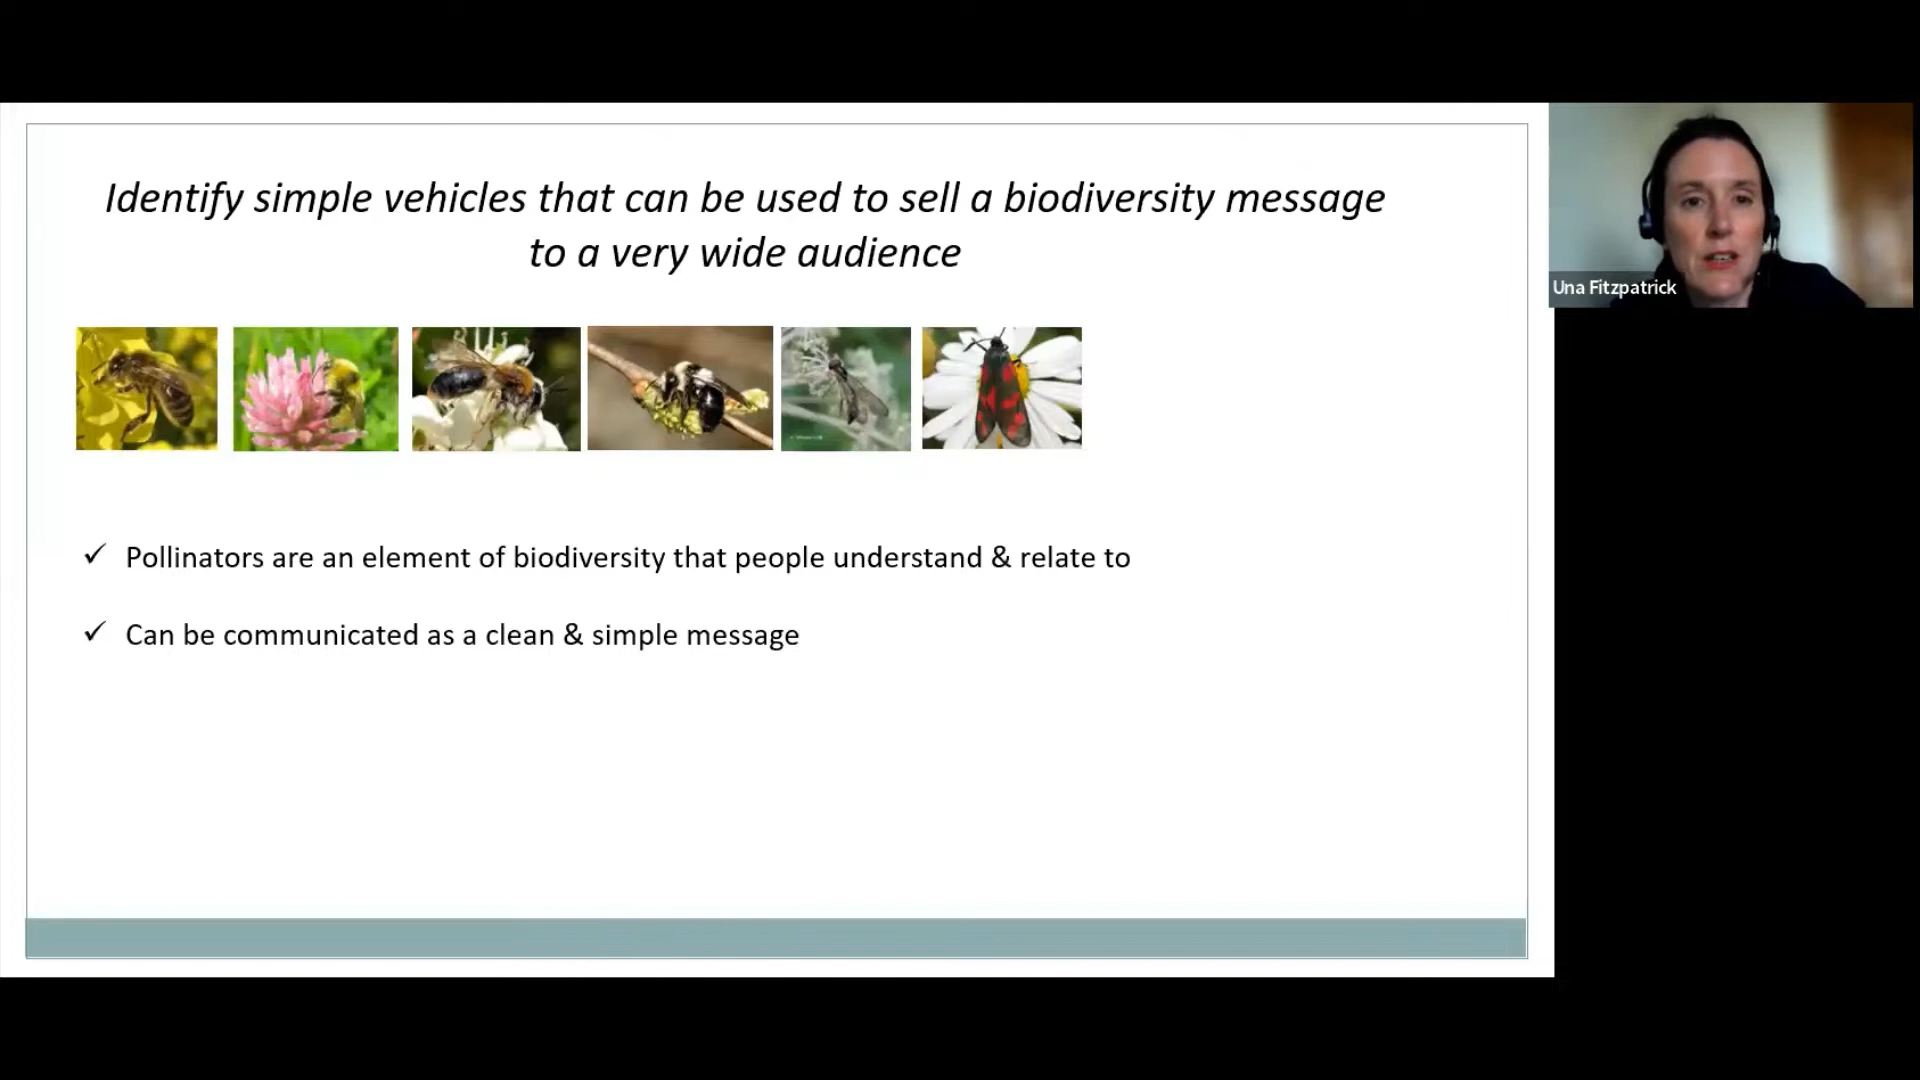 Identify simple vehicles that can be used to sell a biodiversity message
to a very wide audience
Una Fitzpatrick
✓ Pollinators are an element of biodiversity that people understand & relate to
✓ Can be communicated as a clean & simple message